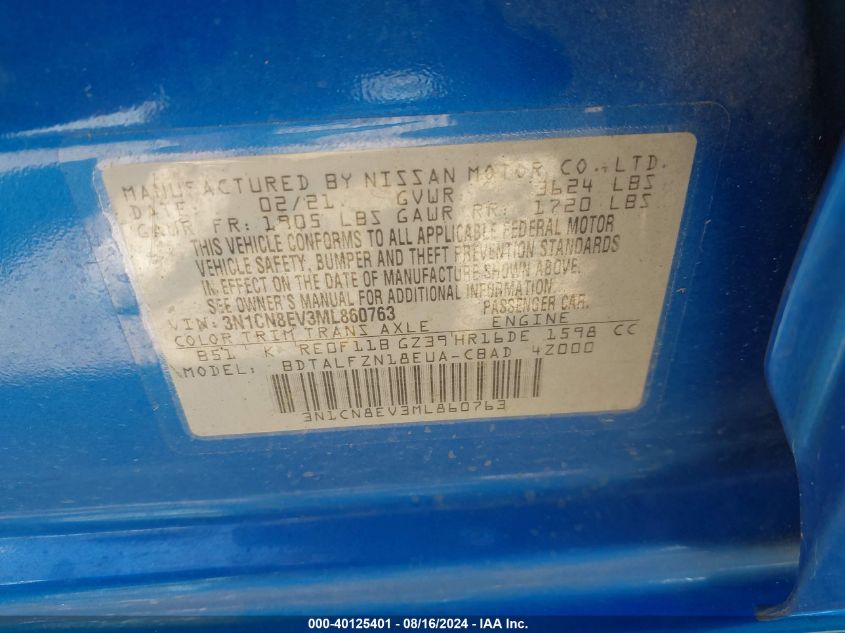 MANUFACTURED BY NISSAN MOTOR CO., LTD.
DATE: 02/21 GVWR 3624 LBS
GAWR FR: 1905 LBS GAWR RR: 1720 LBS
THIS VEHICLE CONFORMS TO ALL APPLICABLE FEDERAL MOTOR
VEHICLE SAFETY, BUMPER AND THEFT PREVENTION STANDARDS
IN EFFECT ON THE DATE OF MANUFACTURE SHOWN ABOVE.
SEE OWNER'S MANUAL FOR ADDITIONAL INFORMATION
VIN: 3N1CN8EV3ML860763 PASSENGER CAR.
COLOR TRIM TRANS AXLE ENGINE
B51 K RE0F11B GZ39 HR16DE 1598 CC
MODEL: BDTALFZN18EUA-CBAD 4Z000
3N1CN8EV3ML860763
000-40125401 - 08/16/2024 - IAA Inc.